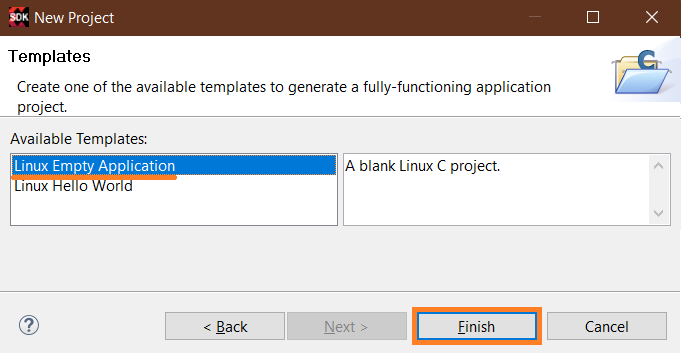 SDK New Project
Templates
Create one of the available templates to generate a fully-functioning application
project.
C
Available Templates:
Linux Empty Application
A blank Linux C project.
Linux Hello World
?
< Back
Next >
Finish
Cancel